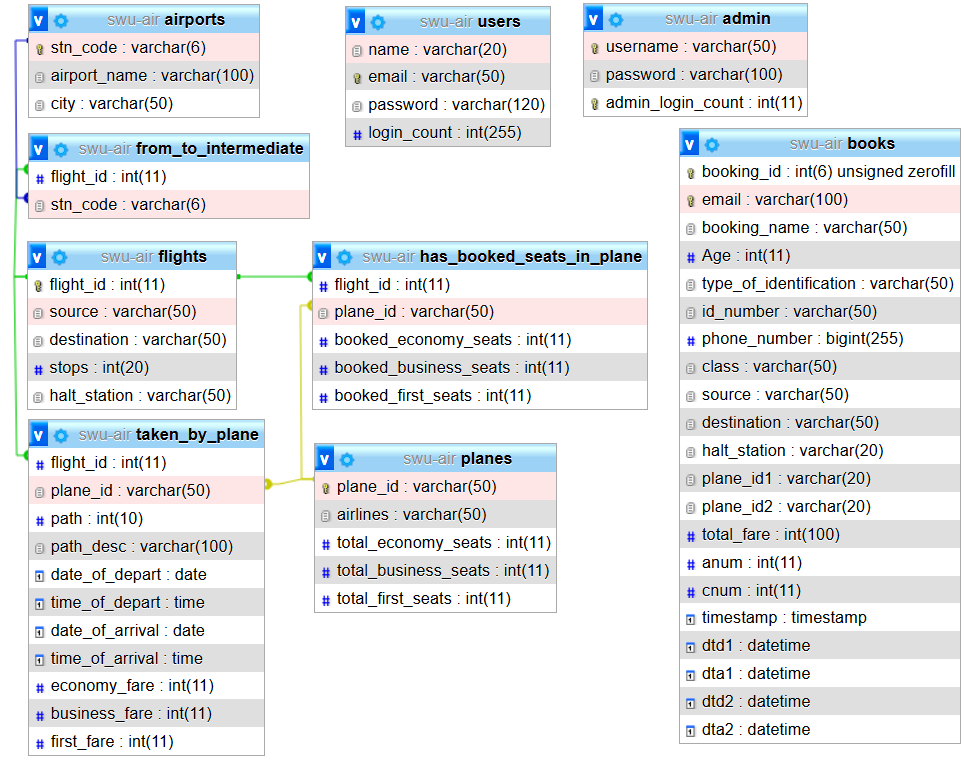 swu-air airports
stn_code : varchar(6)
airport_name : varchar(100)
city : varchar(50)
swu-air users
name : varchar(20)
email : varchar(50)
password : varchar(120)
login_count : int(255)
swu-air admin
username : varchar(50)
password : varchar(100)
admin_login_count : int(11)
swu-air from_to_intermediate
flight_id : int(11)
stn_code : varchar(6)
swu-air flights
flight_id : int(11)
source : varchar(50)
destination : varchar(50)
stops : int(20)
halt_station : varchar(50)
swu-air has_booked_seats_in_plane
flight_id : int(11)
plane_id : varchar(50)
booked_economy_seats : int(11)
booked_business_seats : int(11)
booked_first_seats : int(11)
swu-air taken_by_plane
flight_id : int(11)
plane_id : varchar(50)
path : int(10)
path_desc : varchar(100)
date_of_depart : date
time_of_depart : time
date_of_arrival : date
time_of_arrival : time
economy_fare : int(11)
business_fare : int(11)
first_fare : int(11)
swu-air planes
plane_id : varchar(50)
airlines : varchar(50)
total_economy_seats : int(11)
total_business_seats : int(11)
total_first_seats : int(11)
swu-air books
booking_id : int(6) unsigned zerofill
email : varchar(100)
booking_name : varchar(50)
Age : int(11)
type_of_identification : varchar(50)
id_number : varchar(50)
phone_number : bigint(255)
class : varchar(50)
source : varchar(50)
destination : varchar(50)
halt_station : varchar(20)
plane_id1 : varchar(20)
plane_id2 : varchar(20)
total_fare : int(100)
anum : int(11)
cnum : int(11)
timestamp : timestamp
dtd1 : datetime
dta1 : datetime
dtd2 : datetime
dta2 : datetime